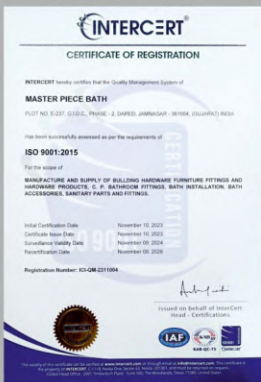 INTERCERT®
CERTIFICATE OF REGISTRATION
INTERCERT hereby certifies that the Quality Management System of
MASTER PIECE BATH
PLOT NO. E-237, G.I.D.C., PHASE - 2, DARED, JAMNAGAR - 361004, (GUJARAT) INDIA
Has been successfully assessed as per the requirements of
ISO 9001:2015
For the scope of
MANUFACTURE AND SUPPLY OF BUILDING HARDWARE FURNITURE FITTINGS AND
HARDWARE PRODUCTS, C. P. BATHROOM FITTINGS, BATH INSTALLATION, BATH
ACCESSORIES, SANITARY PARTS AND FITTINGS.
Initial Certification Date November 10, 2023
Certificate Issue Date November 10, 2023
Surveillance Validity Date November 09, 2024
Recertification Date November 09, 2026
Registration Number: ICI-QM-2311004
Issued on behalf of InterCert
Head - Certifications
IAF